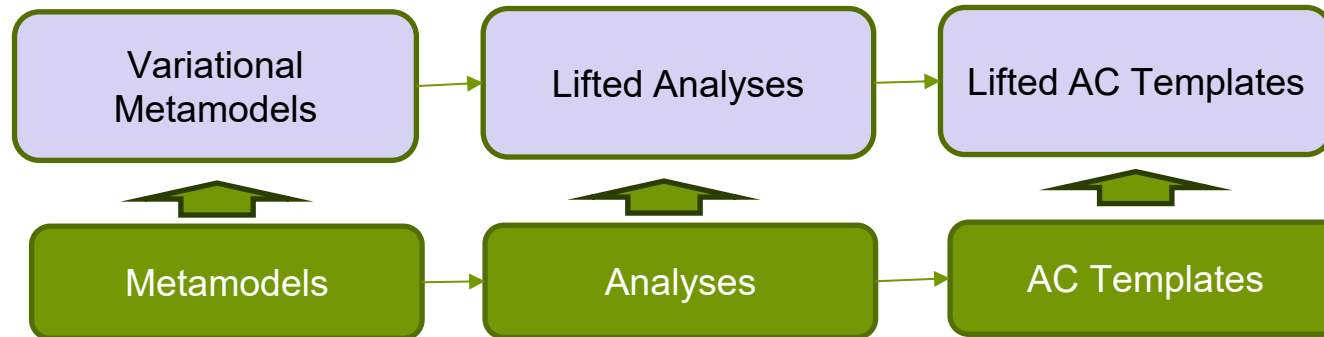 Variational
Metamodels
Lifted Analyses
Lifted AC Templates
Metamodels
Analyses
AC Templates